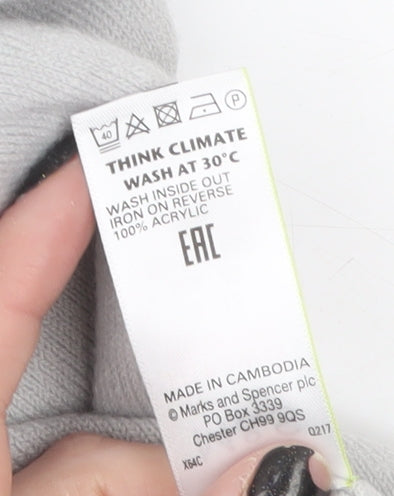 40 P
THINK CLIMATE
WASH AT 30°C
WASH INSIDE OUT
IRON ON REVERSE
100% ACRYLIC
EAC
MADE IN CAMBODIA
© Marks and Spencer plc
PO Box 3339
Chester CH99 9QS
0217
X64C